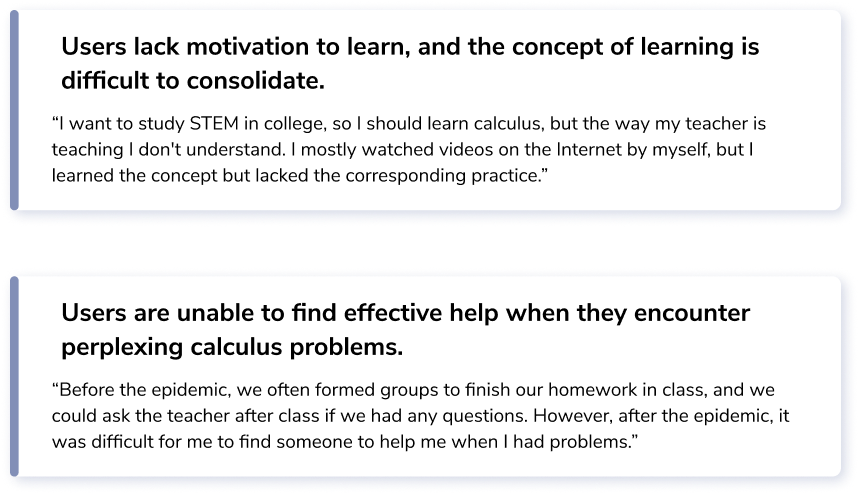 Users lack motivation to learn, and the concept of learning is
difficult to consolidate.
“I want to study STEM in college, so I should learn calculus, but the way my teacher is
teaching I don't understand. I mostly watched videos on the Internet by myself, but I
learned the concept but lacked the corresponding practice.”
Users are unable to find effective help when they encounter
perplexing calculus problems.
“Before the epidemic, we often formed groups to finish our homework in class, and we
could ask the teacher after class if we had any questions. However, after the epidemic, it
was difficult for me to find someone to help me when I had problems.”